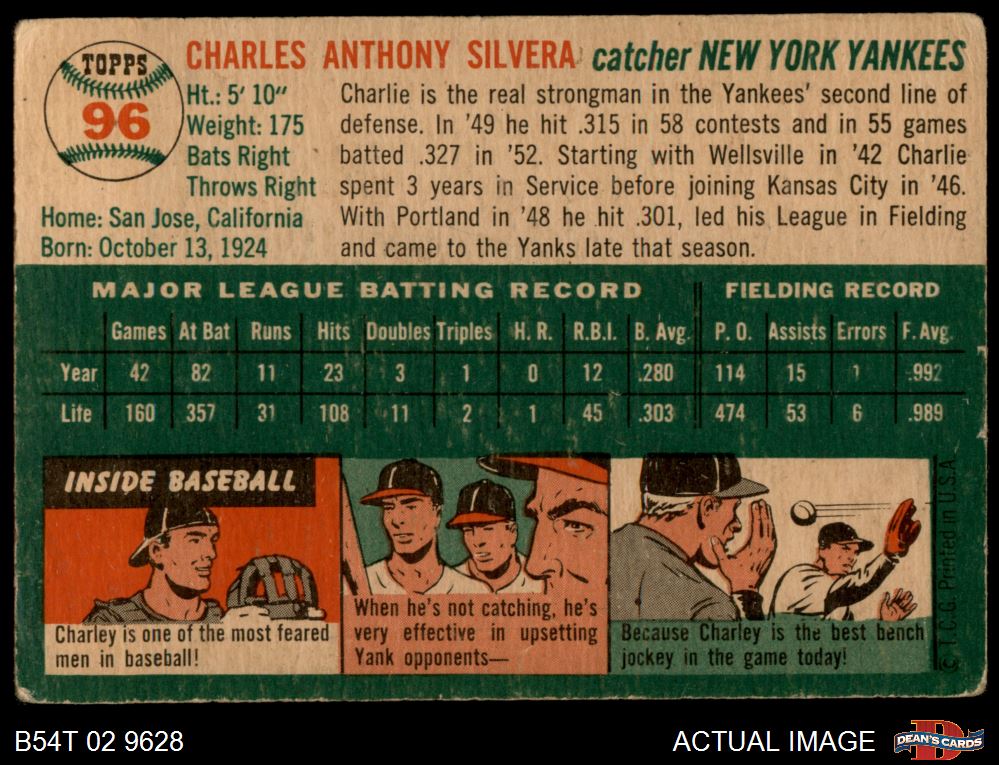 TOPPS
96
CHARLES ANTHONY SILVERA catcher NEW YORK YANKEES
Ht.: 5' 10"
Weight: 175
Bats Right
Throws Right
Home: San Jose, California
Born: October 13, 1924
Charlie is the real strongman in the Yankees' second line of
defense. In '49 he hit .315 in 58 contests and in 55 games
batted .327 in '52. Starting with Wellsville in '42 Charlie
spent 3 years in Service before joining Kansas City in '46.
With Portland in '48 he hit .301, led his League in Fielding
and came to the Yanks late that season.
MAJOR LEAGUE BATTING RECORD FIELDING RECORD
Games At Bat Runs Hits Doubles Triples H. R. R.B.I. B. Avg. P. O. Assists Errors F. Avg.
Year 42 82 11 23 3 1 0 12 .280 114 15 1 .992
Life 160 357 31 108 11 2 1 45 .303 474 53 6 .989
INSIDE BASEBALL
Charley is one of the most feared
men in baseball!
When he's not catching, he's
very effective in upsetting
Yank opponents—
Because Charley is the best bench
jockey in the game today!
© T.C.G. Printed in U.S.A.
B54T 02 9628
ACTUAL IMAGE
DEAN'S CARDS